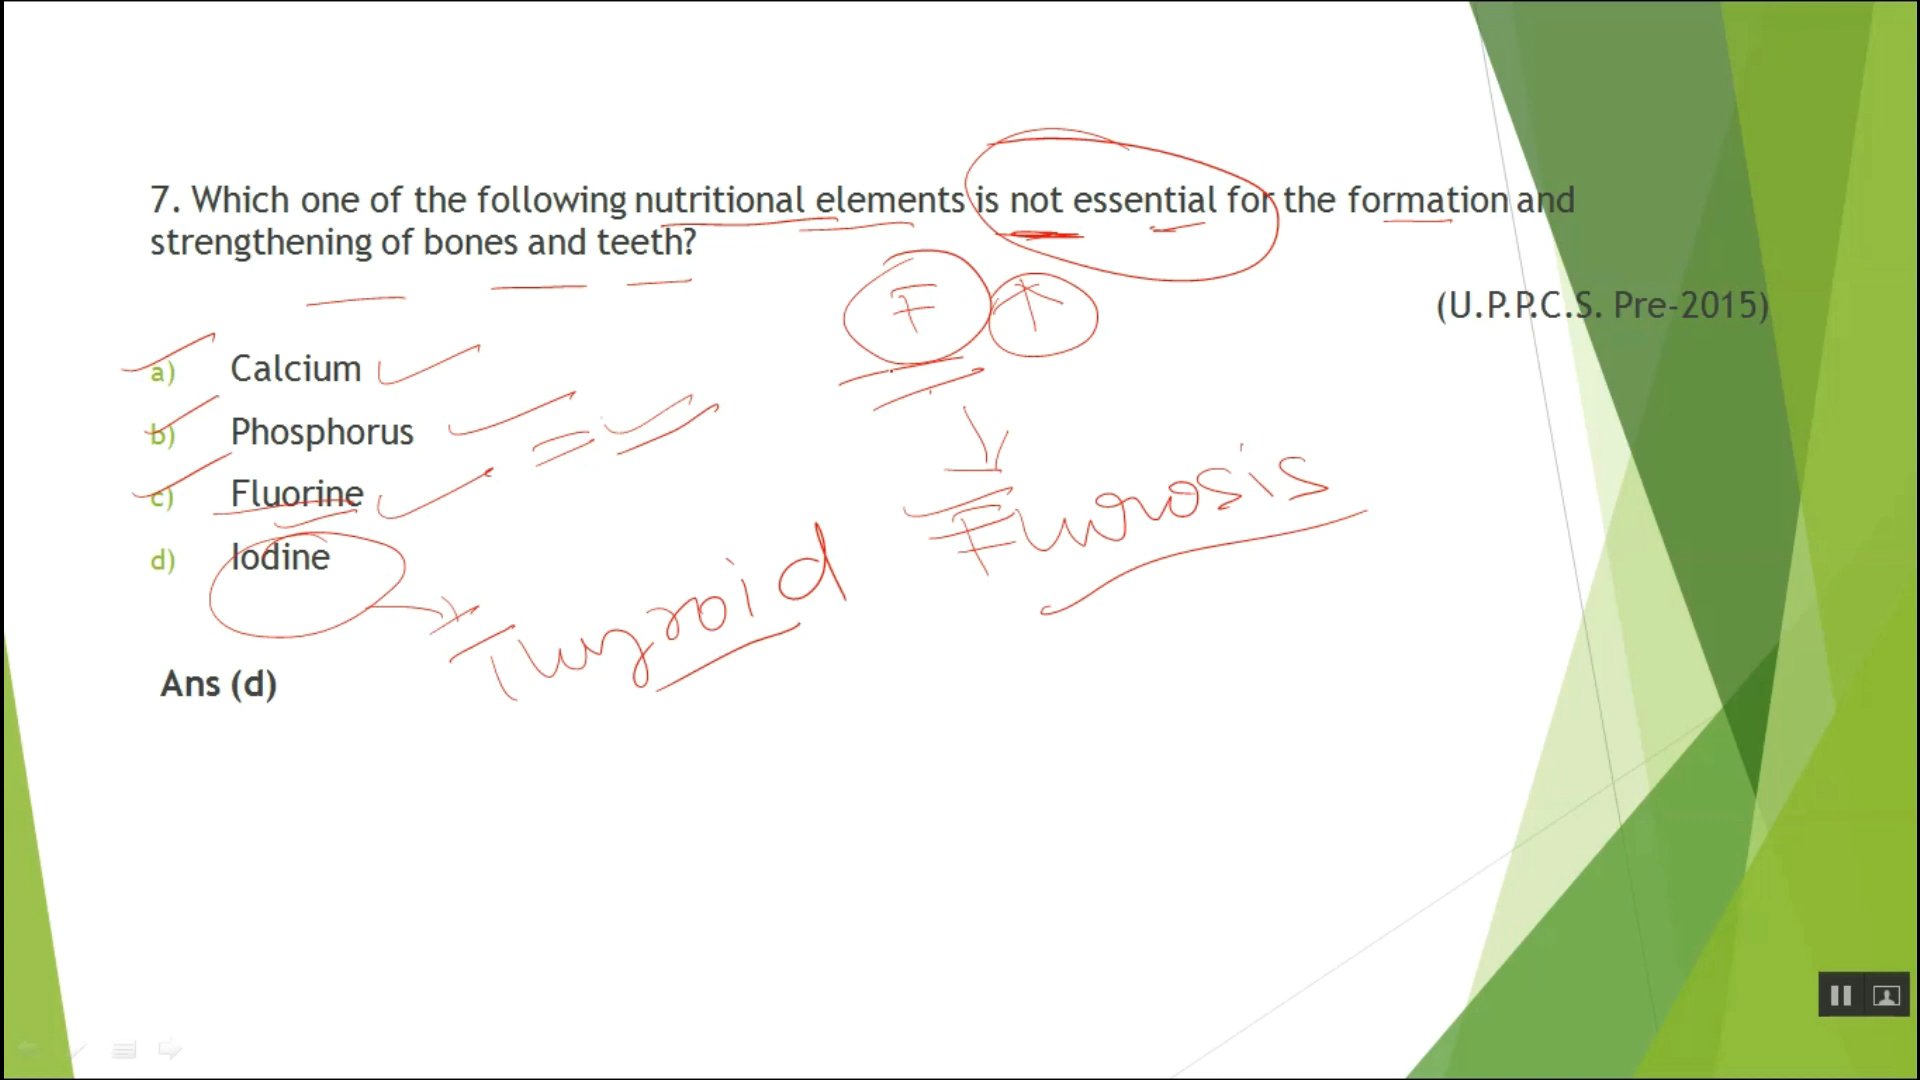 7. Which one of the following nutritional elements is not essential for the formation and
strengthening of bones and teeth?
F
(U.P.P.C.S. Pre-2015)
a) Calcium
b) Phosphorus
c) Fluorine
Flurosis
d) Iodine
Thyroid
Ans (d)